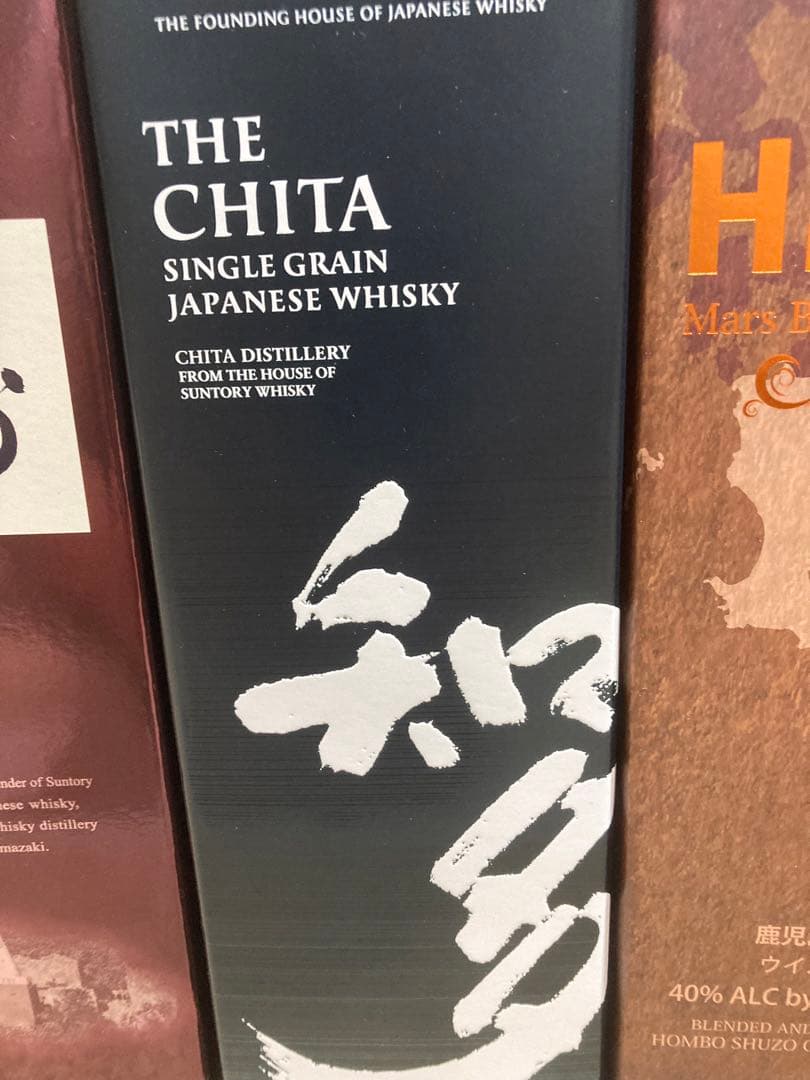 THE FOUNDING HOUSE OF JAPANESE WHISKY
THE
CHITA
SINGLE GRAIN
JAPANESE WHISKY
CHITA DISTILLERY
FROM THE HOUSE OF
SUNTORY WHISKY
知多
nder of Suntory
nese whisky,
hisky distillery
mazaki.
H
Mars
鹿児
ウイ
40% ALC by
BLENDED AND
HOMBO SHUZO